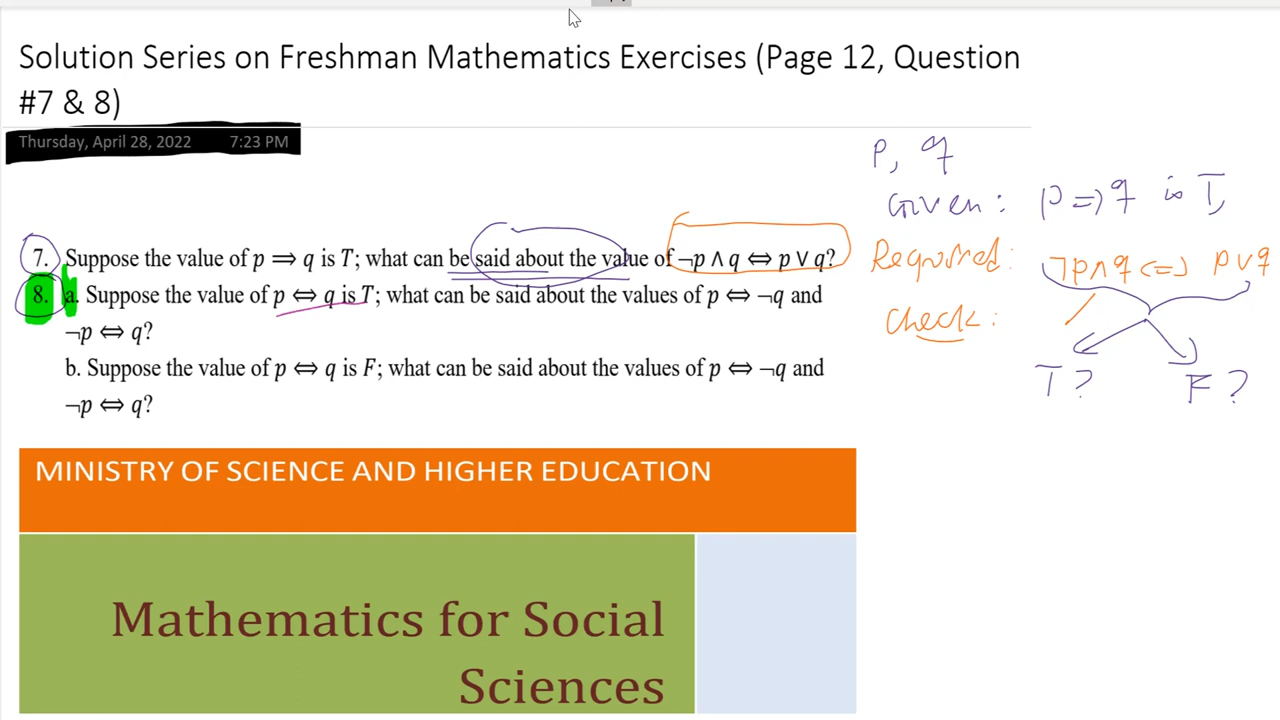 Solution Series on Freshman Mathematics Exercises (Page 12, Question
#7 & 8)
Thursday, April 28, 2022 7:23 PM
p, q
Given: p => q is T,
7. Suppose the value of p ⟹ q is T; what can be said about the value of ¬p ∧ q ⟺ p ∨ q?
Required: ¬p ∧ q <=> p ∨ q
8. a. Suppose the value of p ⟺ q is T; what can be said about the values of p ⟺ ¬q and
¬p ⟺ q?
Check:
T? F?
b. Suppose the value of p ⟺ q is F; what can be said about the values of p ⟺ ¬q and
¬p ⟺ q?
MINISTRY OF SCIENCE AND HIGHER EDUCATION
Mathematics for Social
Sciences